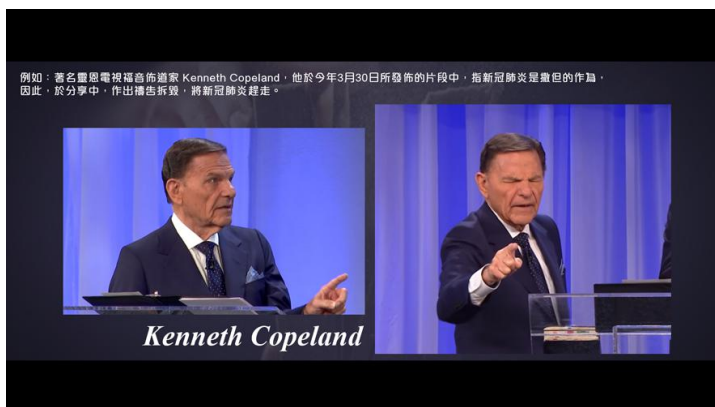 例如：著名靈恩電視福音佈道家 Kenneth Copeland，他於今年3月30日所發佈的片段中，指新冠肺炎是撒但的作為，
因此，於分享中，作出禱告拆毀，將新冠肺炎趕走。
Kenneth Copeland